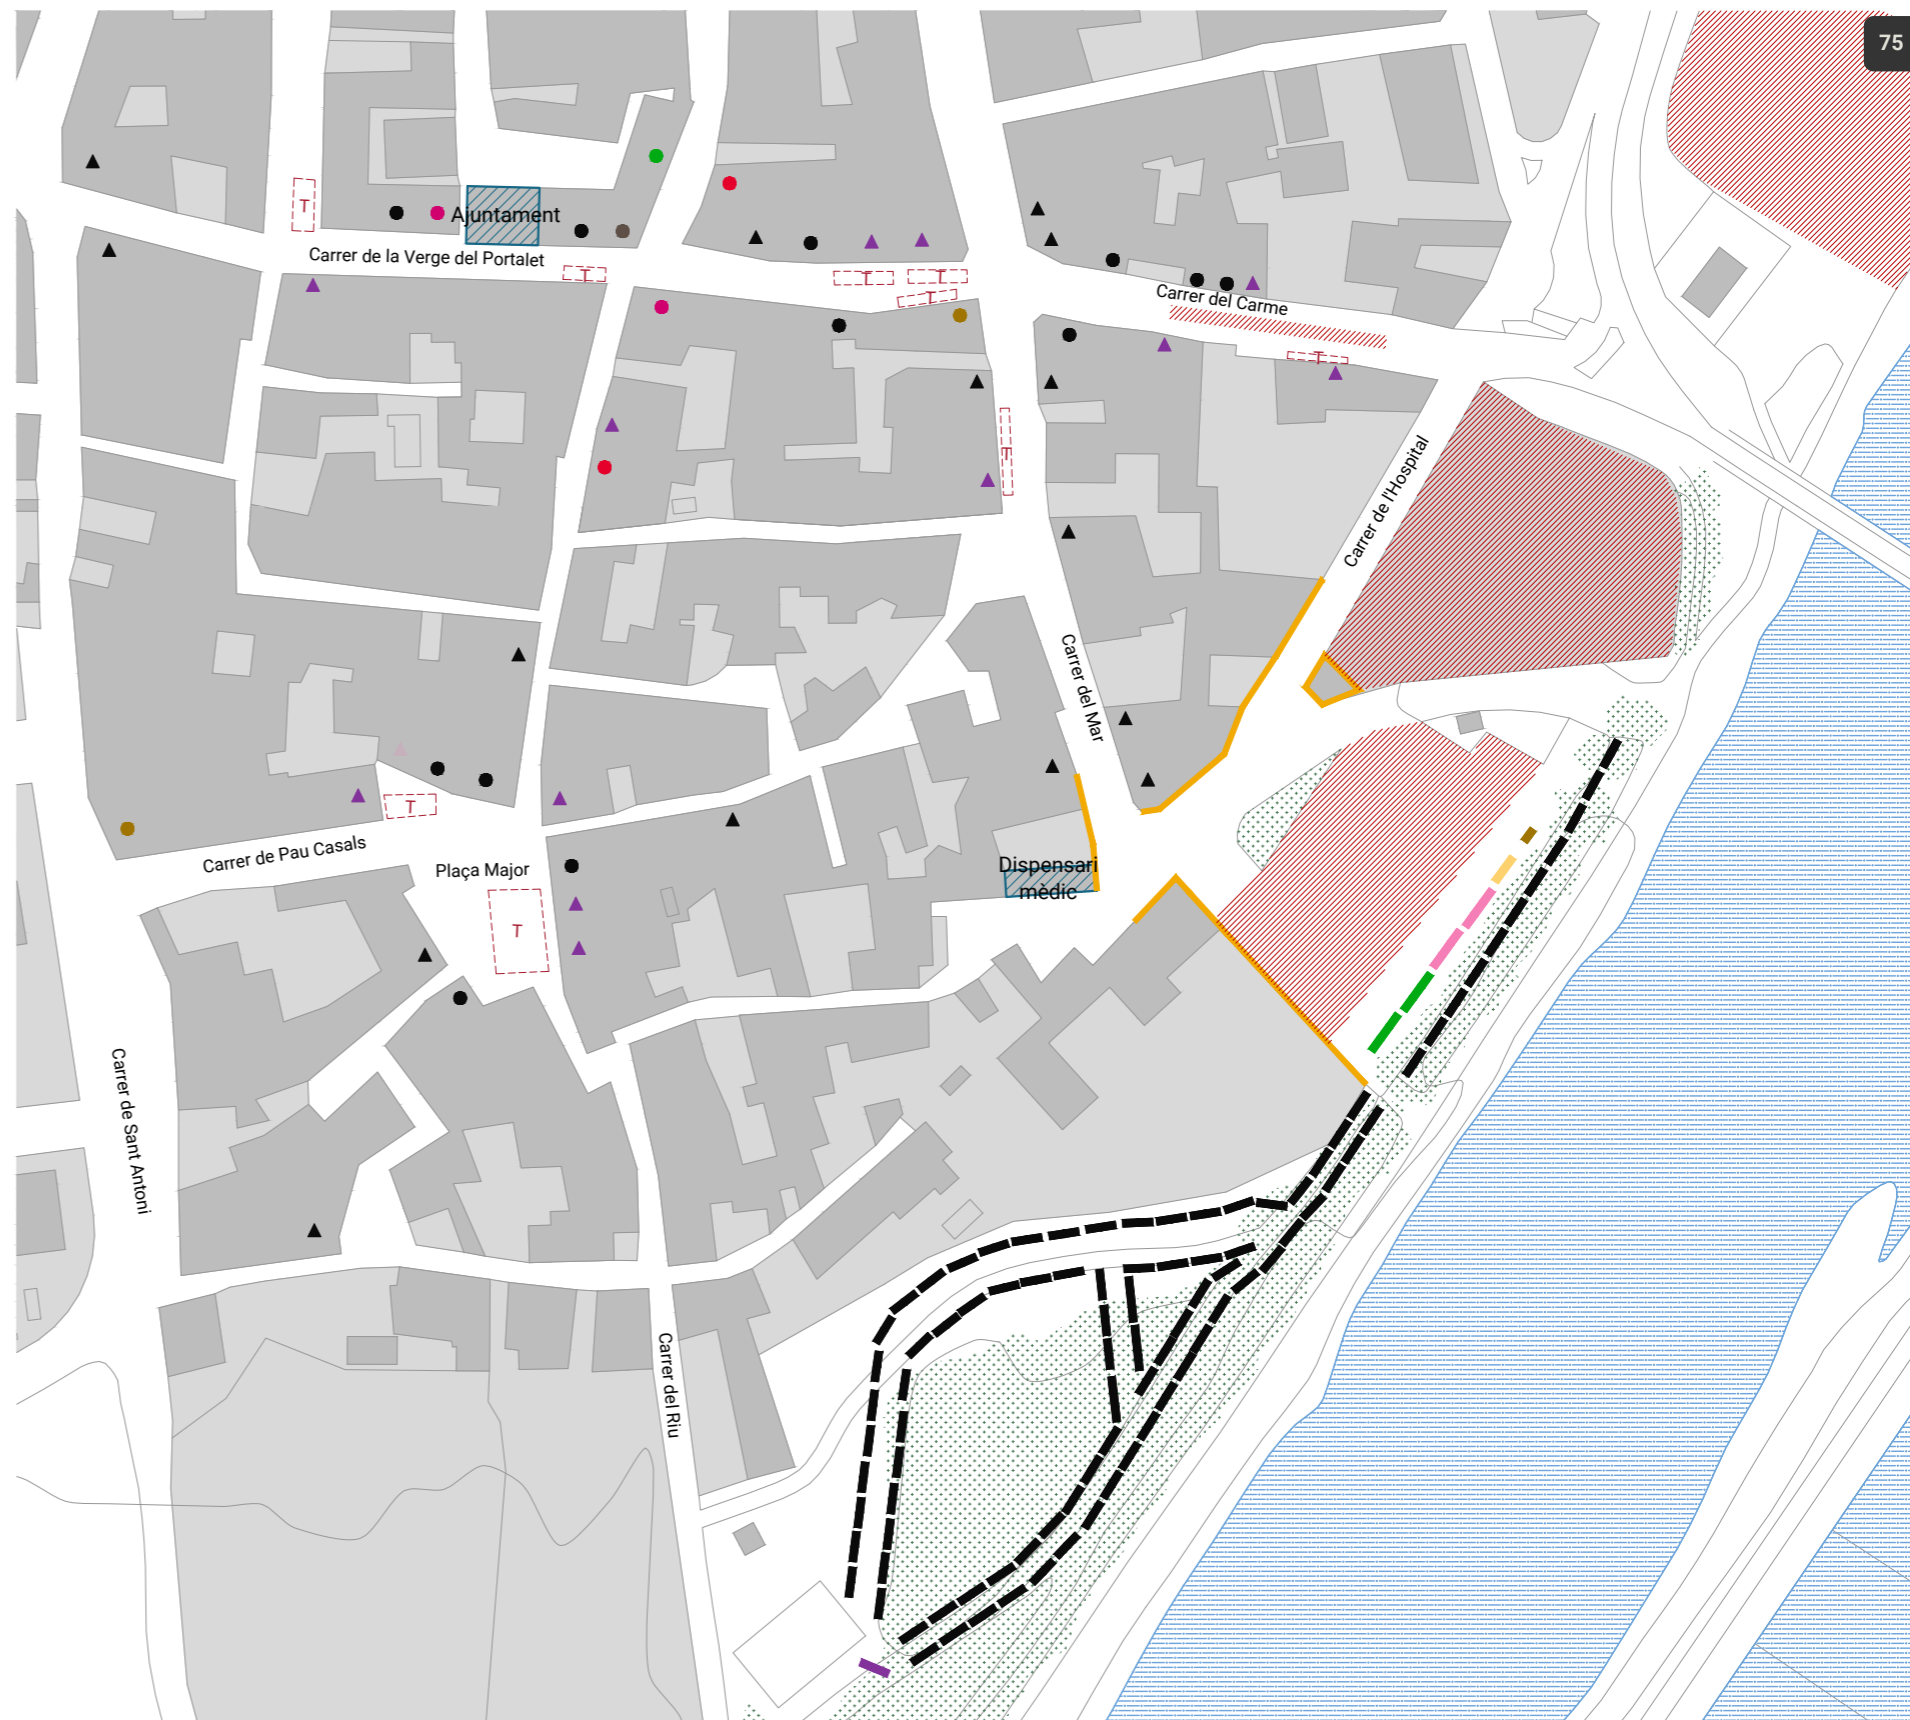 75
T
Ajuntament
Carrer de la Verge del Portalet
T
T
T
T
Carrer del Carme
T
T
Carrer de l'Hospital
Carrer del Mar
T
Carrer de Pau Casals
Plaça Major
T
Dispensari
mèdic
Carrer de Sant Antoni
Carrer del Riu